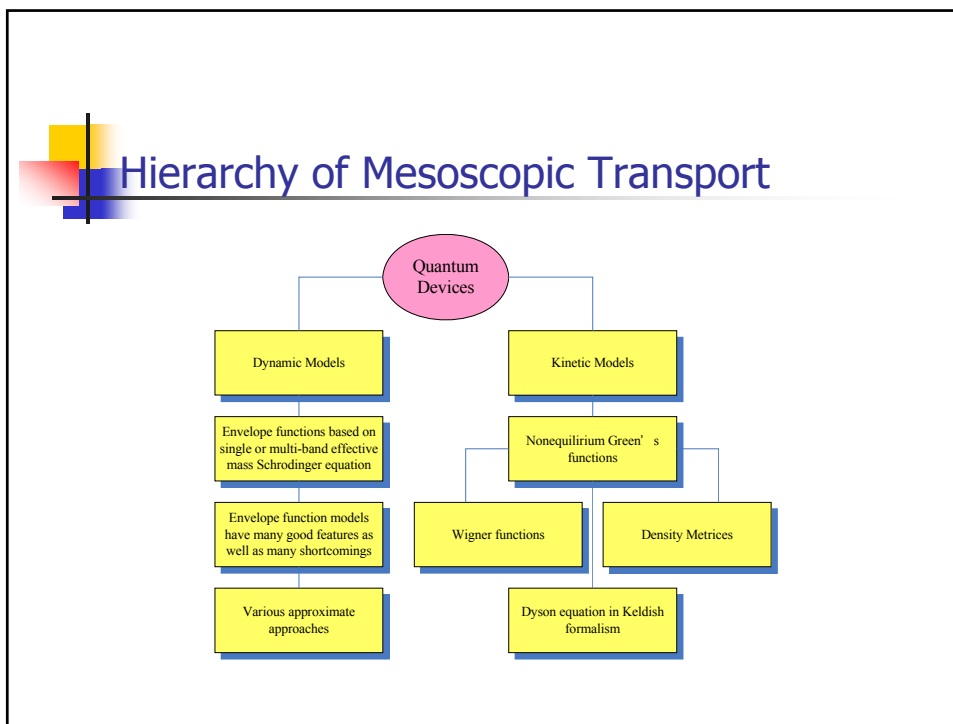 Hierarchy of Mesoscopic Transport
Quantum
Devices
Dynamic Models
Kinetic Models
Envelope functions based on
single or multi-band effective
mass Schrodinger equation
Nonequilirium Green's
functions
Envelope function models
have many good features as
well as many shortcomings
Wigner functions
Density Metrices
Various approximate
approaches
Dyson equation in Keldish
formalism